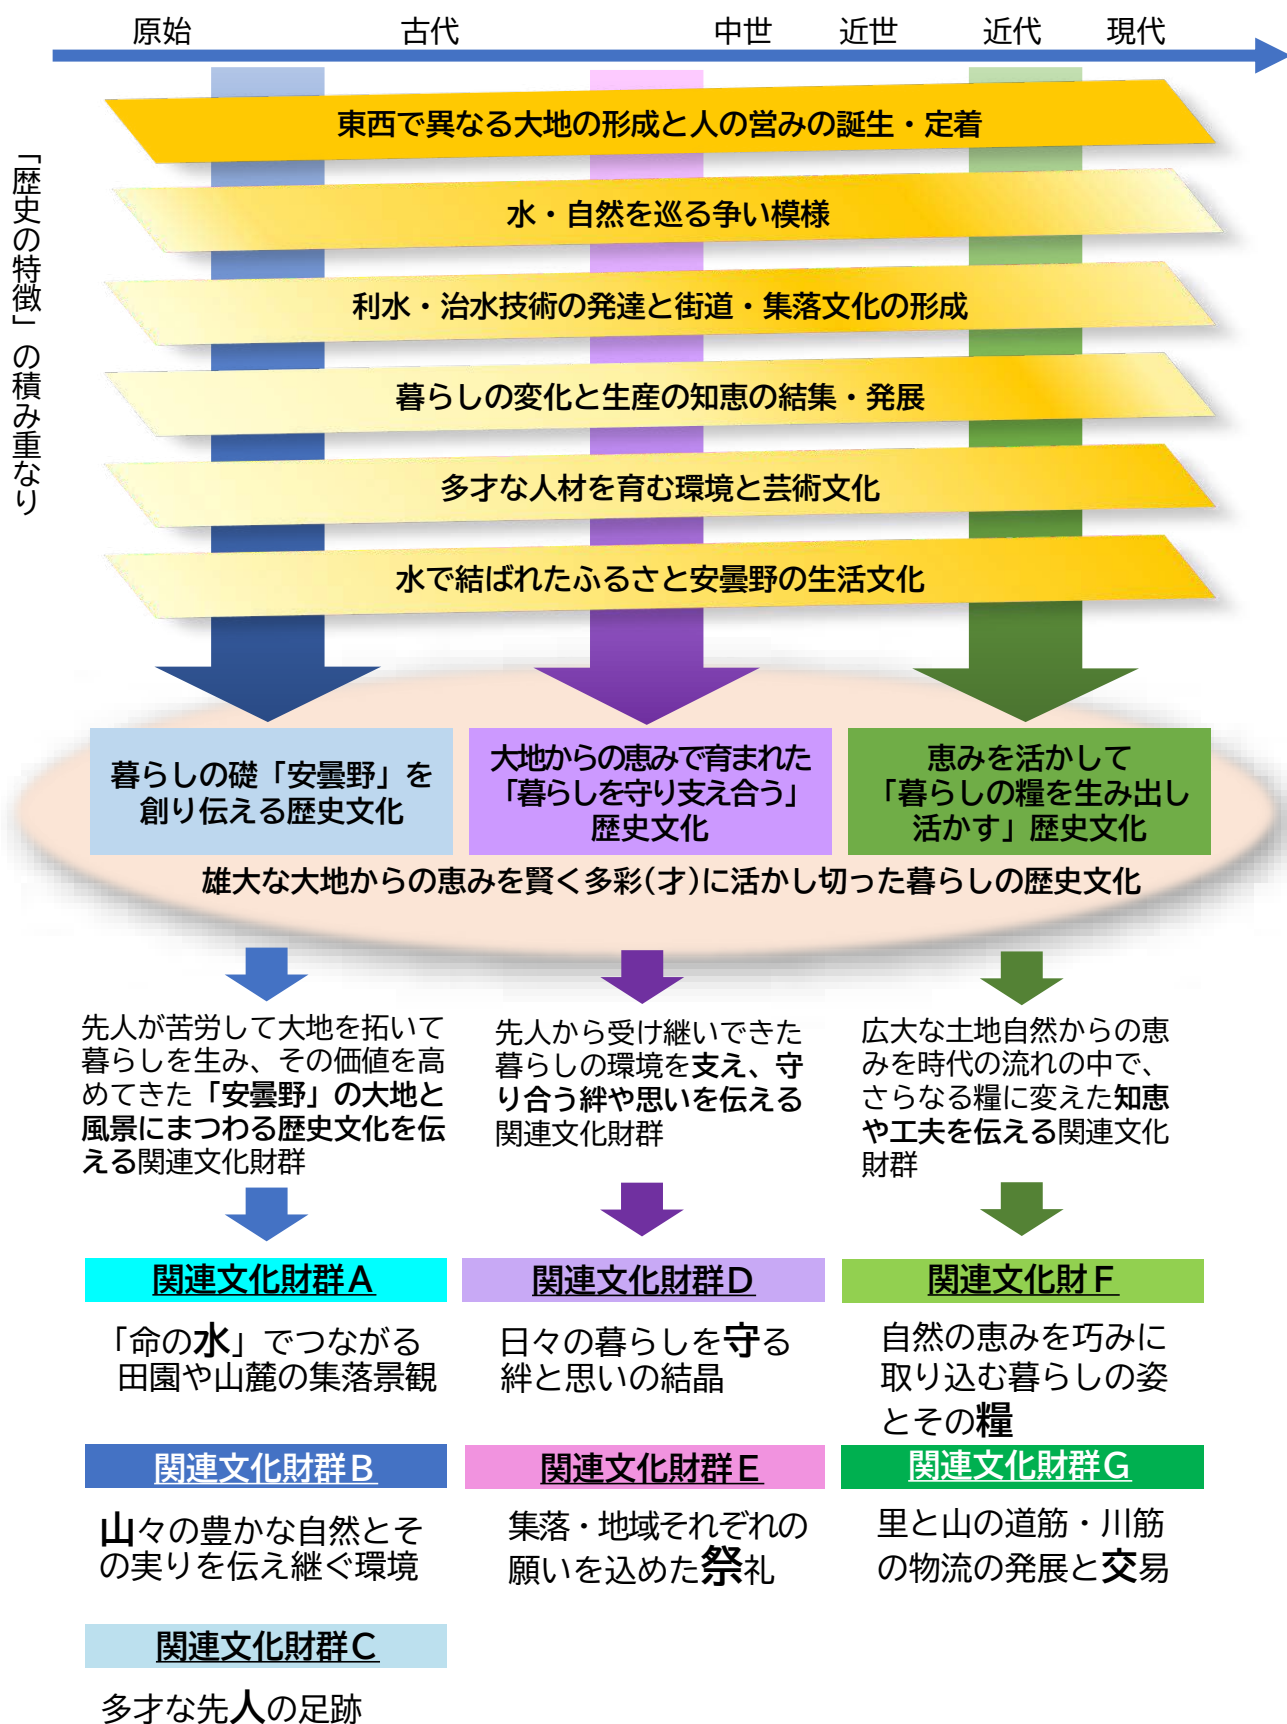 原始 古代 中世 近世 近代 現代
「歴史の特徴」の積み重なり
東西で異なる大地の形成と人の営みの誕生・定着
水・自然を巡る争い模様
利水・治水技術の発達と街道・集落文化の形成
暮らしの変化と生産の知恵の結集・発展
多才な人材を育む環境と芸術文化
水で結ばれたふるさと安曇野の生活文化
暮らしの礎「安曇野」を
創り伝える歴史文化
大地からの恵みで育まれた
「暮らしを守り支え合う」
歴史文化
恵みを活かして
「暮らしの糧を生み出し
活かす」歴史文化
雄大な大地からの恵みを賢く多彩(才)に活かし切った暮らしの歴史文化
先人が苦労して大地を拓いて
暮らしを生み、その価値を高
めてきた「安曇野」の大地と
風景にまつわる歴史文化を伝
える関連文化財群
先人から受け継いできた
暮らしの環境を支え、守
り合う絆や思いを伝える
関連文化財群
広大な土地自然からの恵
みを時代の流れの中で、
さらなる糧に変えた知恵
や工夫を伝える関連文化
財群
関連文化財群A
「命の水」でつながる
田園や山麓の集落景観
関連文化財群B
山々の豊かな自然とそ
の実りを伝え継ぐ環境
関連文化財群C
多才な先人の足跡
関連文化財群D
日々の暮らしを守る
絆と思いの結晶
関連文化財群E
集落・地域それぞれの
願いを込めた祭礼
関連文化財F
自然の恵みを巧みに
取り込む暮らしの姿
とその糧
関連文化財群G
里と山の道筋・川筋
の物流の発展と交易